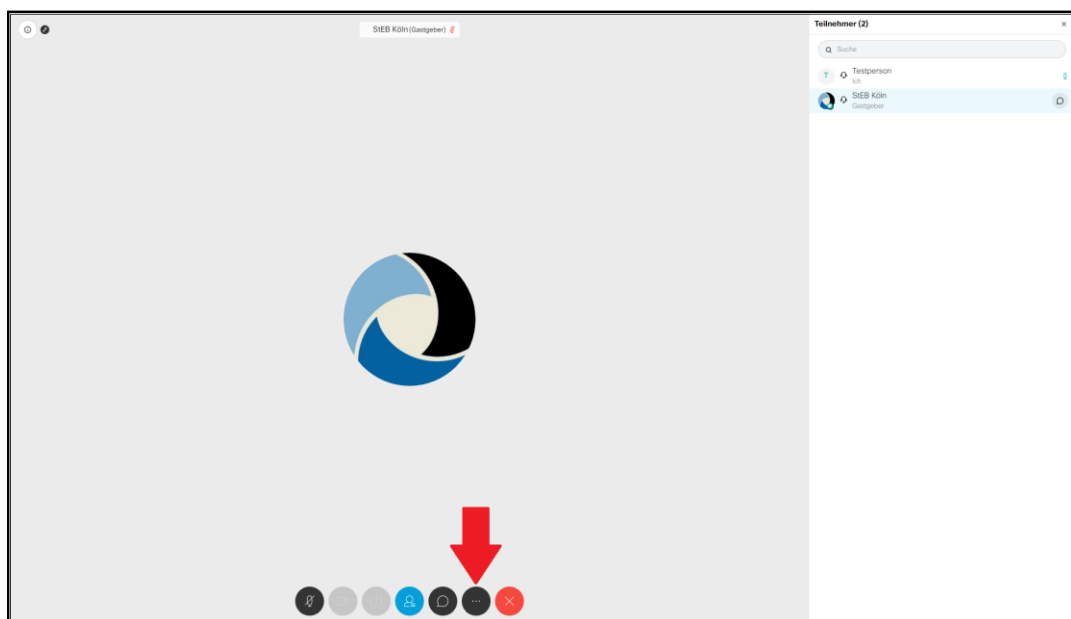 StEB Köln (Gastgeber)
Teilnehmer (2)
Suche
T
Testperson
Ich
StEB Köln
Gastgeber